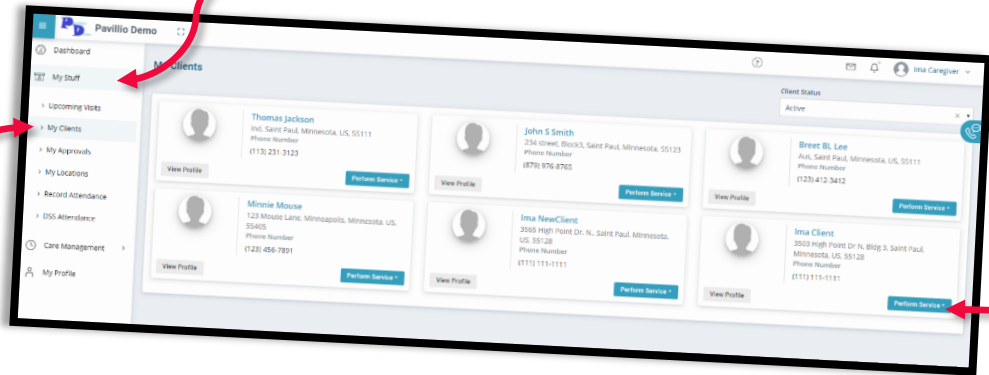 Pavillio Demo
Ima Caregiver
Dashboard
My Stuff
Upcoming Visits
My Clients
My Approvals
My Locations
Record Attendance
DSS Attendance
Care Management
My Profile
My Clients
Client Status
Active
Thomas Jackson
ind, Saint Paul, Minnesota, US, 55111
Phone Number
(113) 231-3123
View Profile
Perform Service
John S Smith
234 street, Block3, Saint Paul, Minnesota, 55123
Phone Number
(879) 976-8765
View Profile
Perform Service
Breet BL Lee
Aus, Saint Paul, Minnesota, US, 55111
Phone Number
(123) 412-3412
View Profile
Perform Service
Minnie Mouse
123 Mouse Lane, Minneapolis, Minnesota, US,
55405
Phone Number
(123) 456-7891
View Profile
Perform Service
Ima NewClient
3565 High Point Dr. N., Saint Paul, Minnesota,
US, 55128
Phone Number
(111) 111-1111
View Profile
Perform Service
Ima Client
3503 High Point Dr N, Bldg 3, Saint Paul,
Minnesota, US, 55128
Phone Number
(111) 111-1111
View Profile
Perform Service